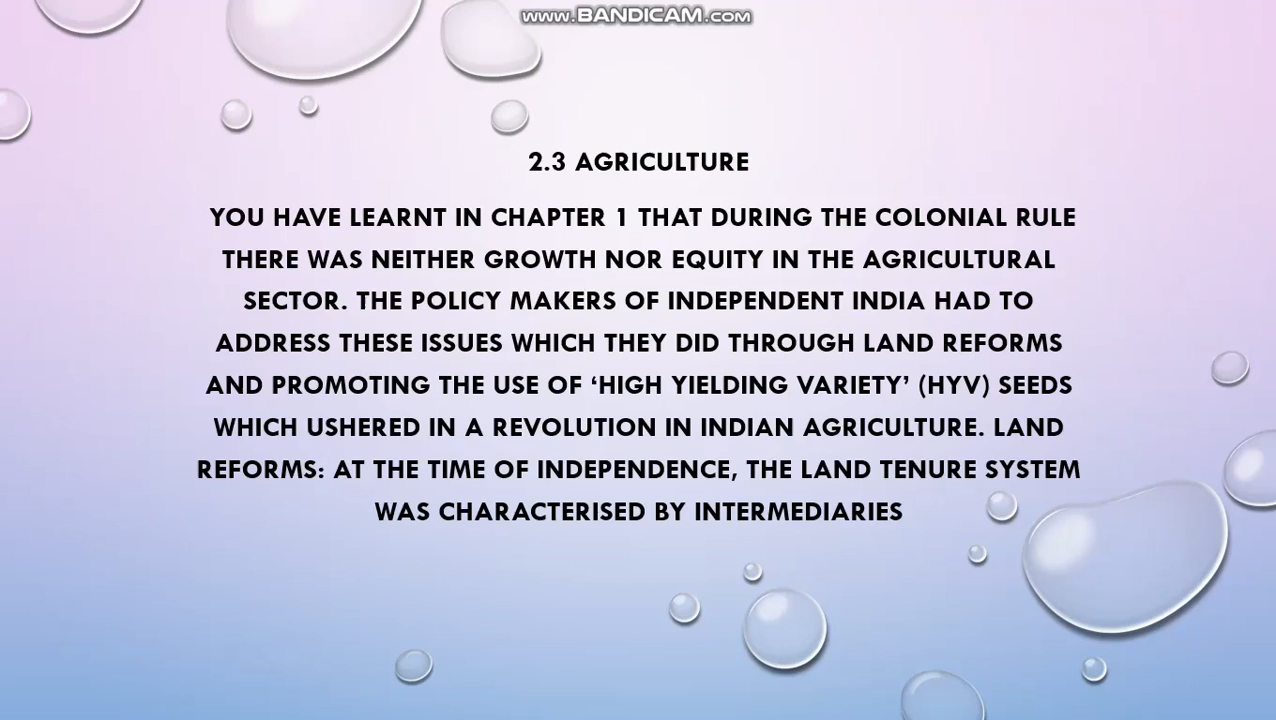 www.BANDICAM.com
2.3 AGRICULTURE
YOU HAVE LEARNT IN CHAPTER 1 THAT DURING THE COLONIAL RULE
THERE WAS NEITHER GROWTH NOR EQUITY IN THE AGRICULTURAL
SECTOR. THE POLICY MAKERS OF INDEPENDENT INDIA HAD TO
ADDRESS THESE ISSUES WHICH THEY DID THROUGH LAND REFORMS
AND PROMOTING THE USE OF ‘HIGH YIELDING VARIETY’ (HYV) SEEDS
WHICH USHERED IN A REVOLUTION IN INDIAN AGRICULTURE. LAND
REFORMS: AT THE TIME OF INDEPENDENCE, THE LAND TENURE SYSTEM
WAS CHARACTERISED BY INTERMEDIARIES